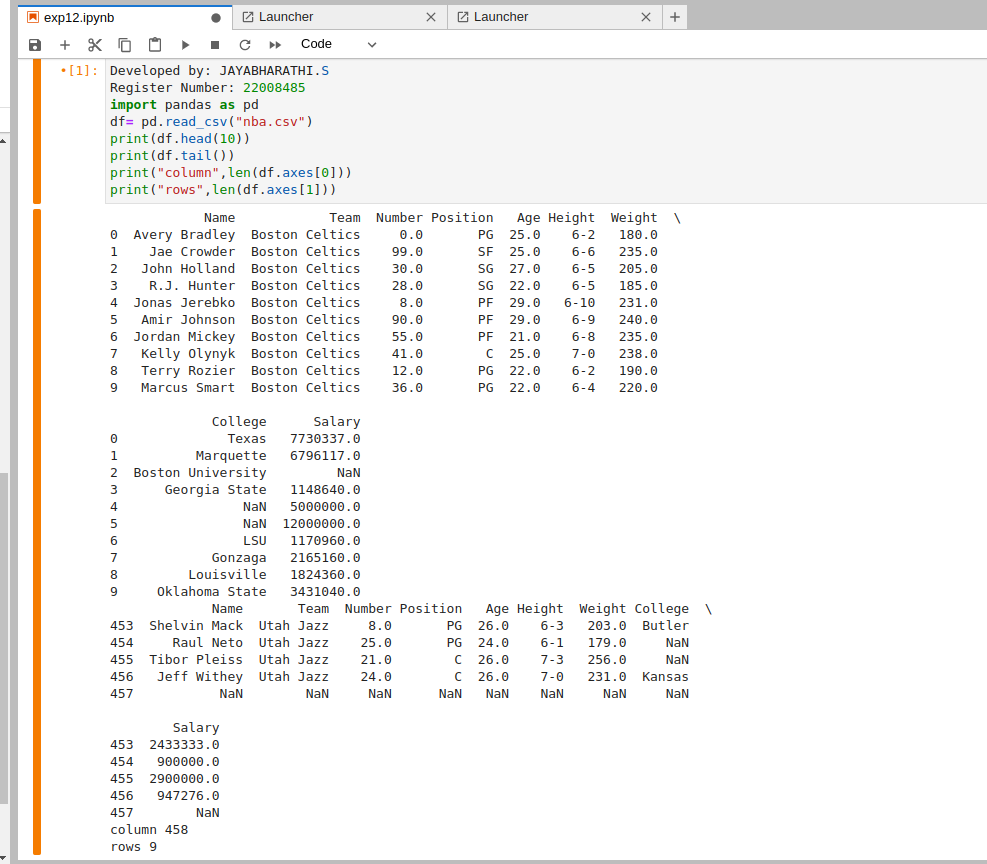 exp12.ipynb
Launcher
Launcher
Code
•[1]:
Developed by: JAYABHARATHI.S
Register Number: 22008485
import pandas as pd
df= pd.read_csv("nba.csv")
print(df.head(10))
print(df.tail())
print("column",len(df.axes[0]))
print("rows",len(df.axes[1]))
            Name            Team  Number Position   Age Height  Weight  \
0  Avery Bradley  Boston Celtics     0.0       PG  25.0    6-2   180.0
1    Jae Crowder  Boston Celtics    99.0       SF  25.0    6-6   235.0
2   John Holland  Boston Celtics    30.0       SG  27.0    6-5   205.0
3    R.J. Hunter  Boston Celtics    28.0       SG  22.0    6-5   185.0
4  Jonas Jerebko  Boston Celtics     8.0       PF  29.0   6-10   231.0
5   Amir Johnson  Boston Celtics    90.0       PF  29.0    6-9   240.0
6  Jordan Mickey  Boston Celtics    55.0       PF  21.0    6-8   235.0
7   Kelly Olynyk  Boston Celtics    41.0        C  25.0    7-0   238.0
8   Terry Rozier  Boston Celtics    12.0       PG  22.0    6-2   190.0
9   Marcus Smart  Boston Celtics    36.0       PG  22.0    6-4   220.0
             College      Salary
0              Texas   7730337.0
1          Marquette   6796117.0
2  Boston University         NaN
3      Georgia State   1148640.0
4                NaN   5000000.0
5                NaN  12000000.0
6                LSU   1170960.0
7            Gonzaga   2165160.0
8         Louisville   1824360.0
9     Oklahoma State   3431040.0
             Name       Team  Number Position   Age Height  Weight College  \
453  Shelvin Mack  Utah Jazz     8.0       PG  26.0    6-3   203.0  Butler
454     Raul Neto  Utah Jazz    25.0       PG  24.0    6-1   179.0     NaN
455  Tibor Pleiss  Utah Jazz    21.0        C  26.0    7-3   256.0     NaN
456   Jeff Withey  Utah Jazz    24.0        C  26.0    7-0   231.0  Kansas
457           NaN        NaN     NaN      NaN   NaN    NaN     NaN     NaN
        Salary
453  2433333.0
454   900000.0
455  2900000.0
456   947276.0
457        NaN
column 458
rows 9